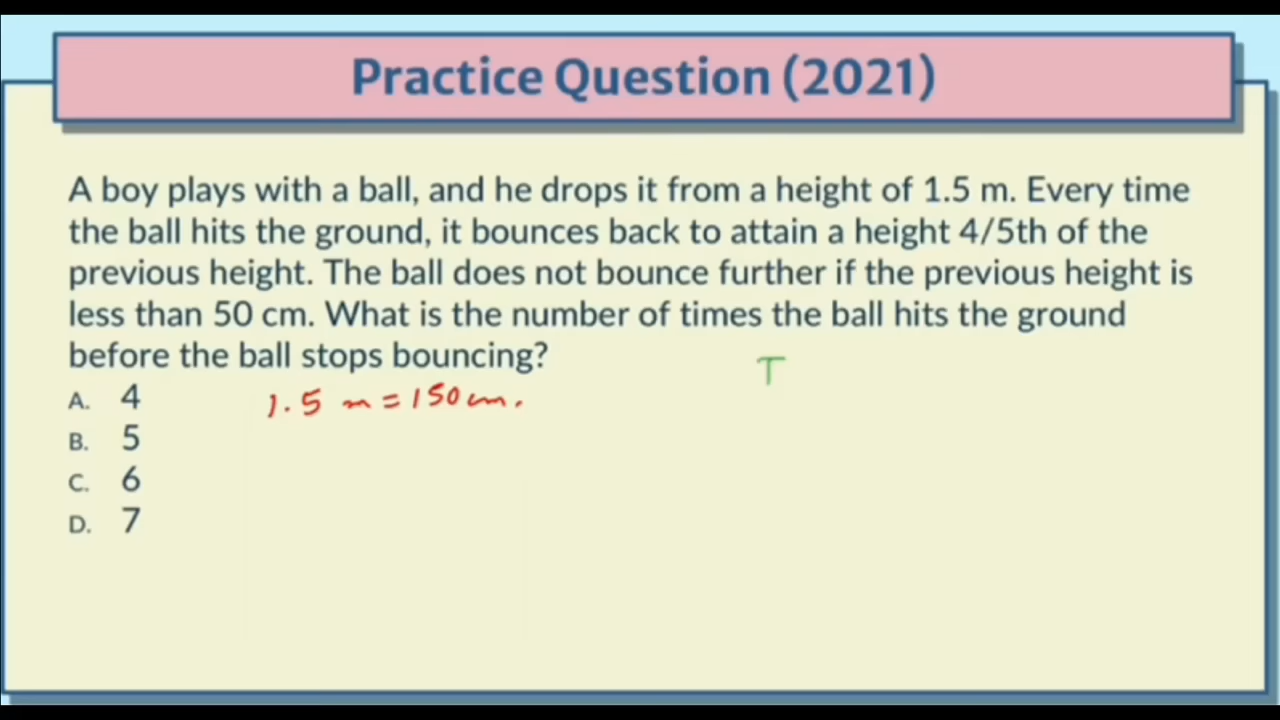 Practice Question (2021)
A boy plays with a ball, and he drops it from a height of 1.5 m. Every time
the ball hits the ground, it bounces back to attain a height 4/5th of the
previous height. The ball does not bounce further if the previous height is
less than 50 cm. What is the number of times the ball hits the ground
before the ball stops bouncing?
T
A. 4
1.5 m = 150 cm.
B. 5
C. 6
D. 7